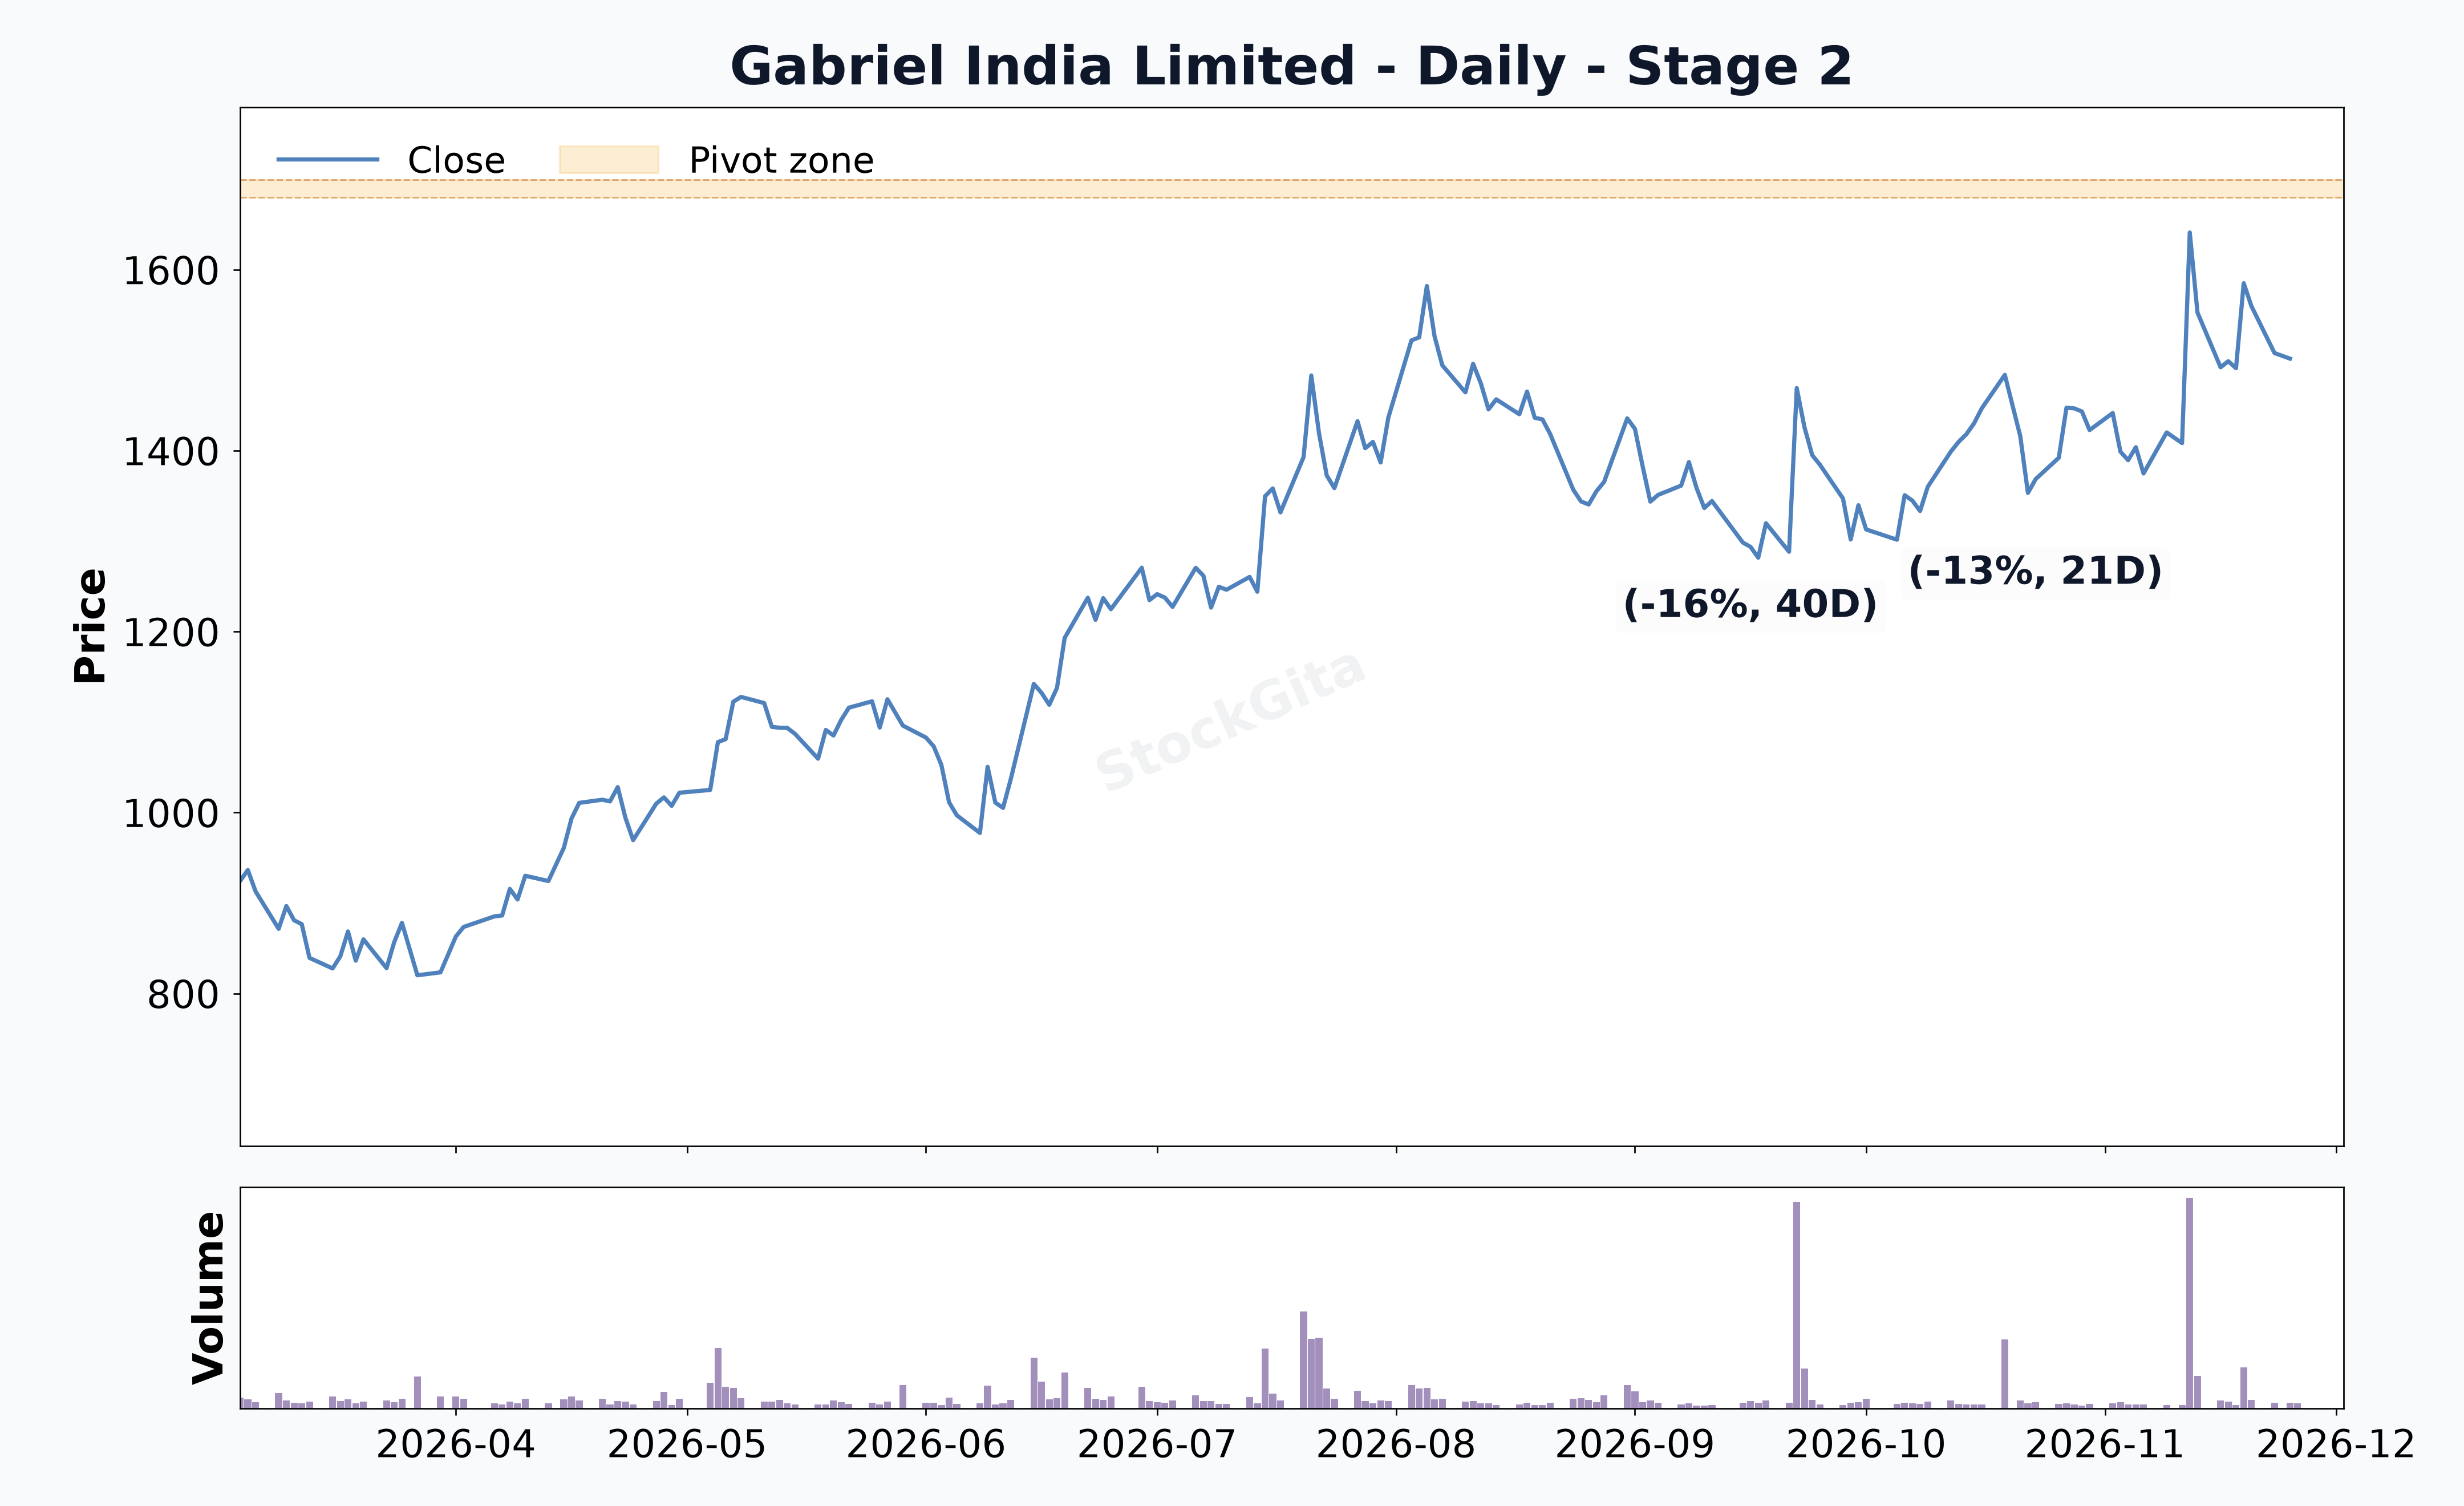 Gabriel India Limited - Daily - Stage 2
Close
Pivot zone
Price
1600
1400
1200
1000
800
(-16%, 40D)
(-13%, 21D)
StockGita
Volume
2026-04
2026-05
2026-06
2026-07
2026-08
2026-09
2026-10
2026-11
2026-12